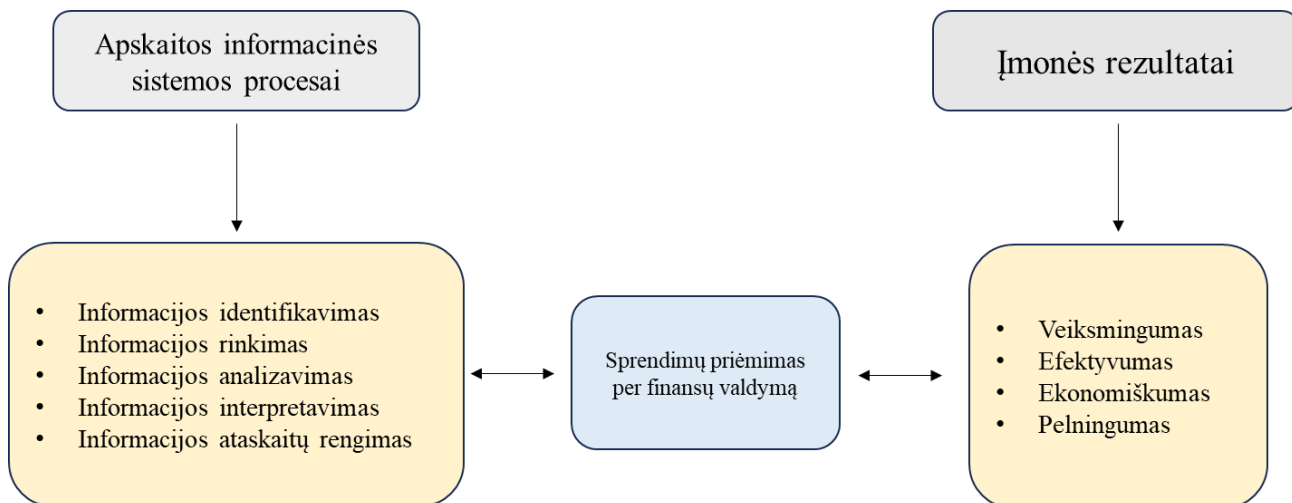 Apskaitos informacinės
sistemos procesai
Įmonės rezultatai
• Informacijos identifikavimas
• Informacijos rinkimas
• Informacijos analizavimas
• Informacijos interpretavimas
• Informacijos ataskaitų rengimas
Sprendimų priėmimas
per finansų valdymą
• Veiksmingumas
• Efektyvumas
• Ekonomiškumas
• Pelningumas